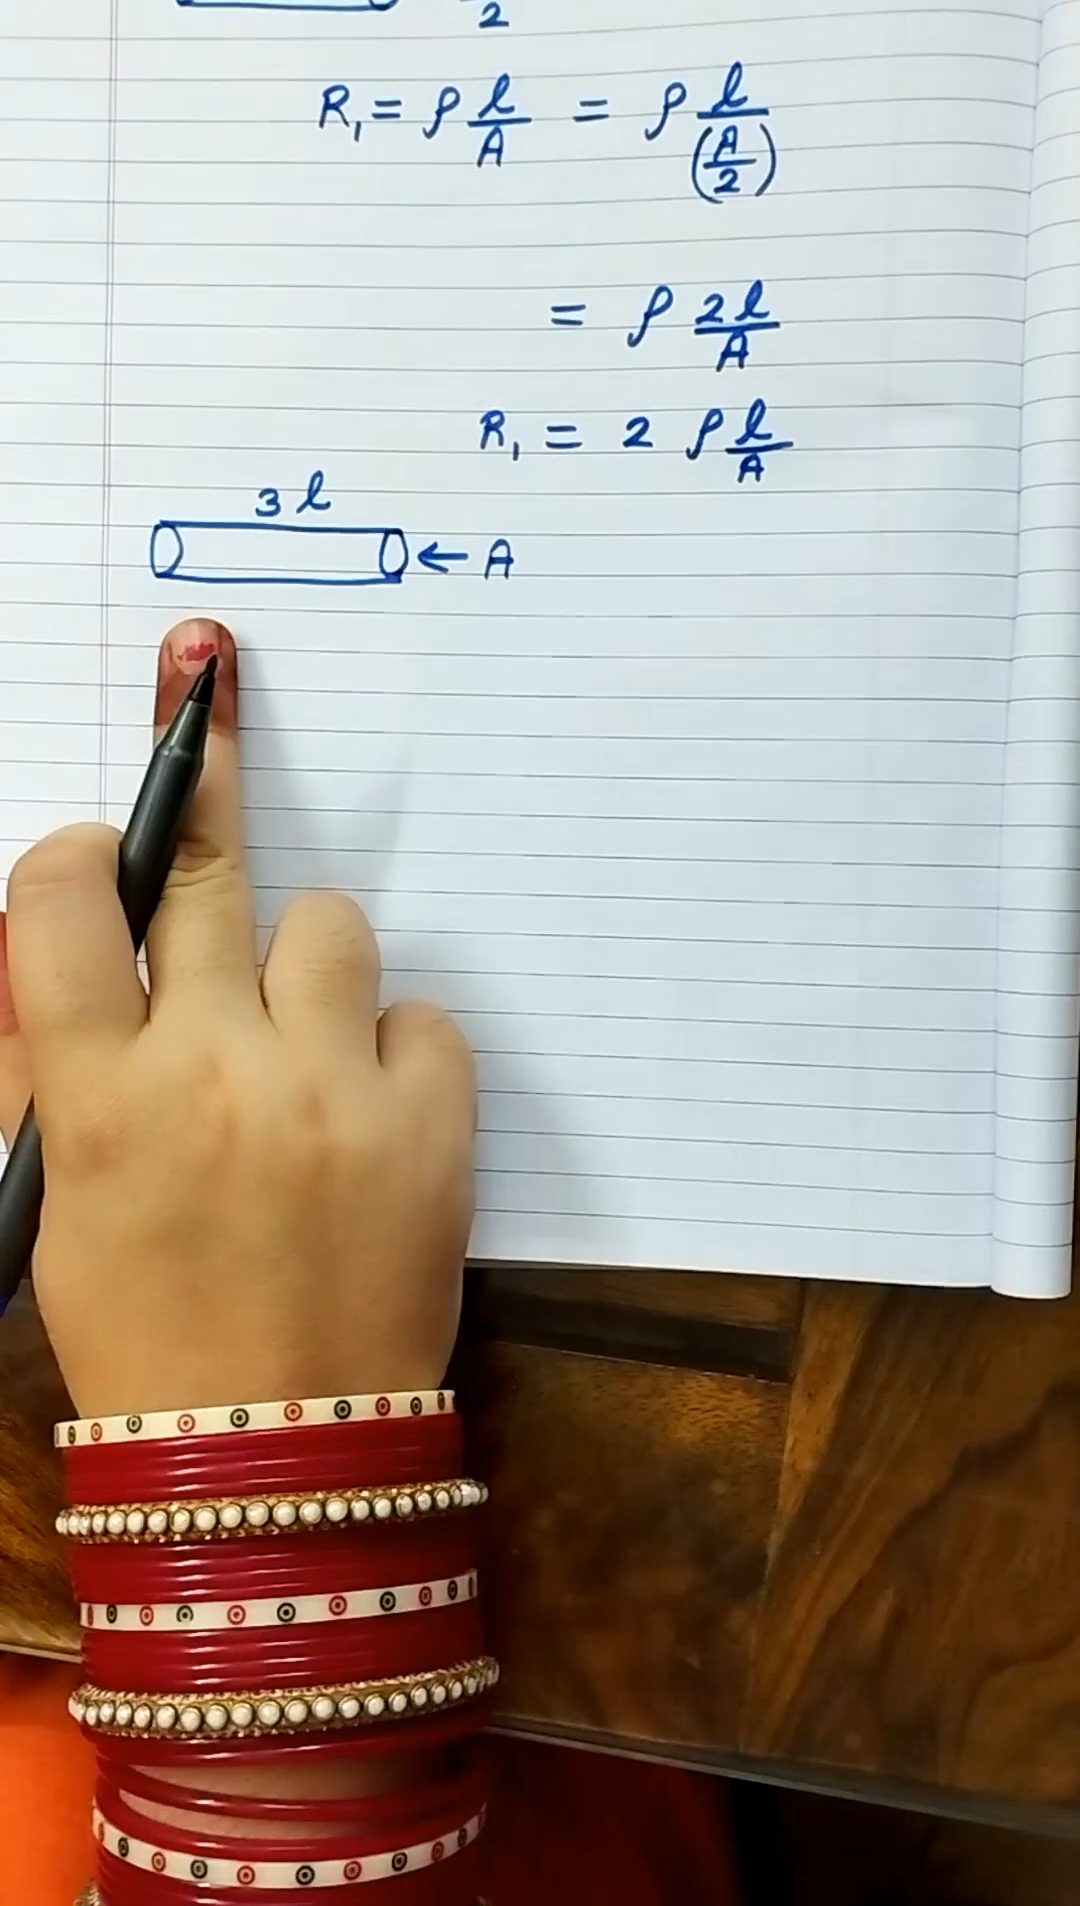 2
R₁ = ρ l/A = ρ l/(A/2)
= ρ 2l/A
R₁ = 2 ρ l/A
3l
← A